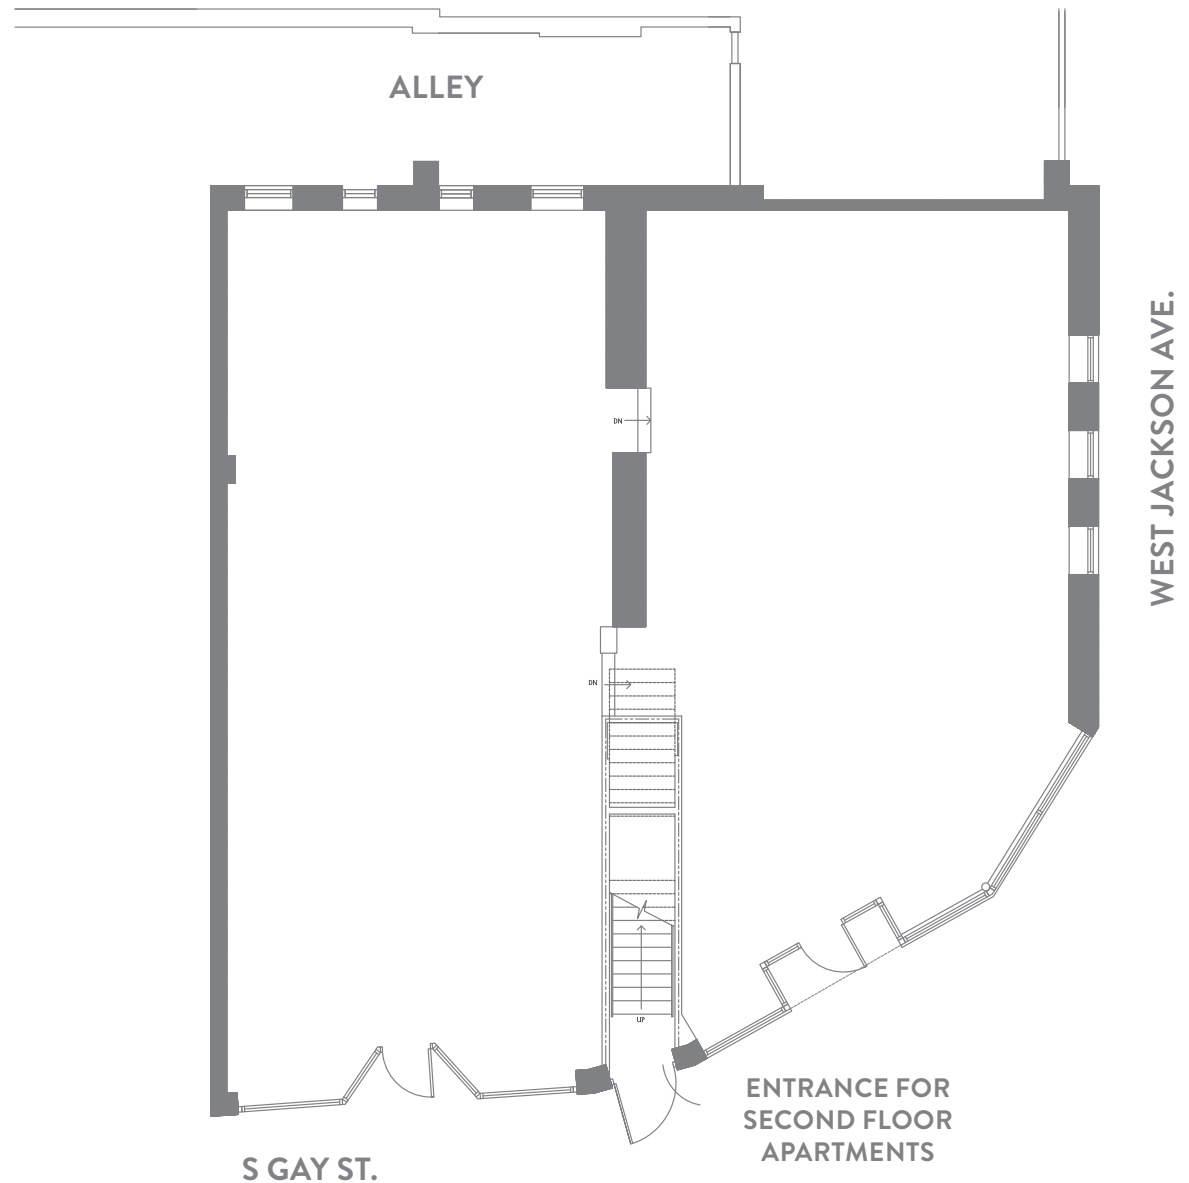 ALLEY
WEST JACKSON AVE.
DN
DN
UP
ENTRANCE FOR
SECOND FLOOR
APARTMENTS
S GAY ST.